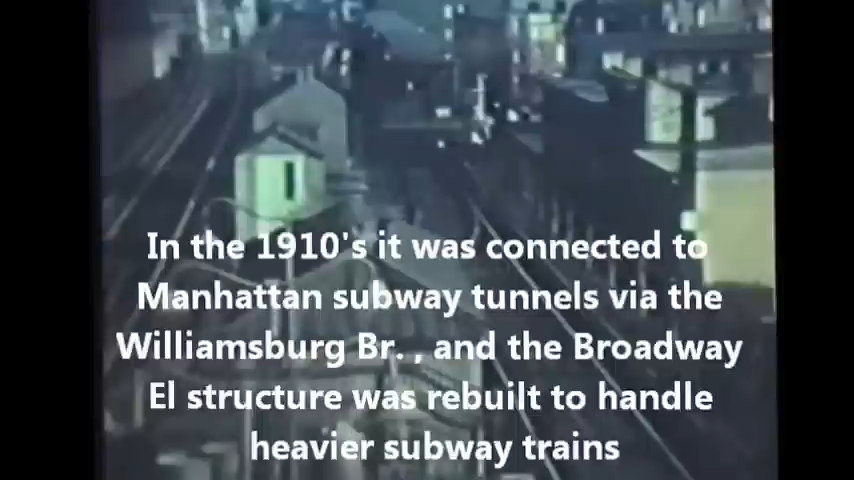 In the 1910's it was connected to
Manhattan subway tunnels via the
Williamsburg Br. , and the Broadway
El structure was rebuilt to handle
heavier subway trains